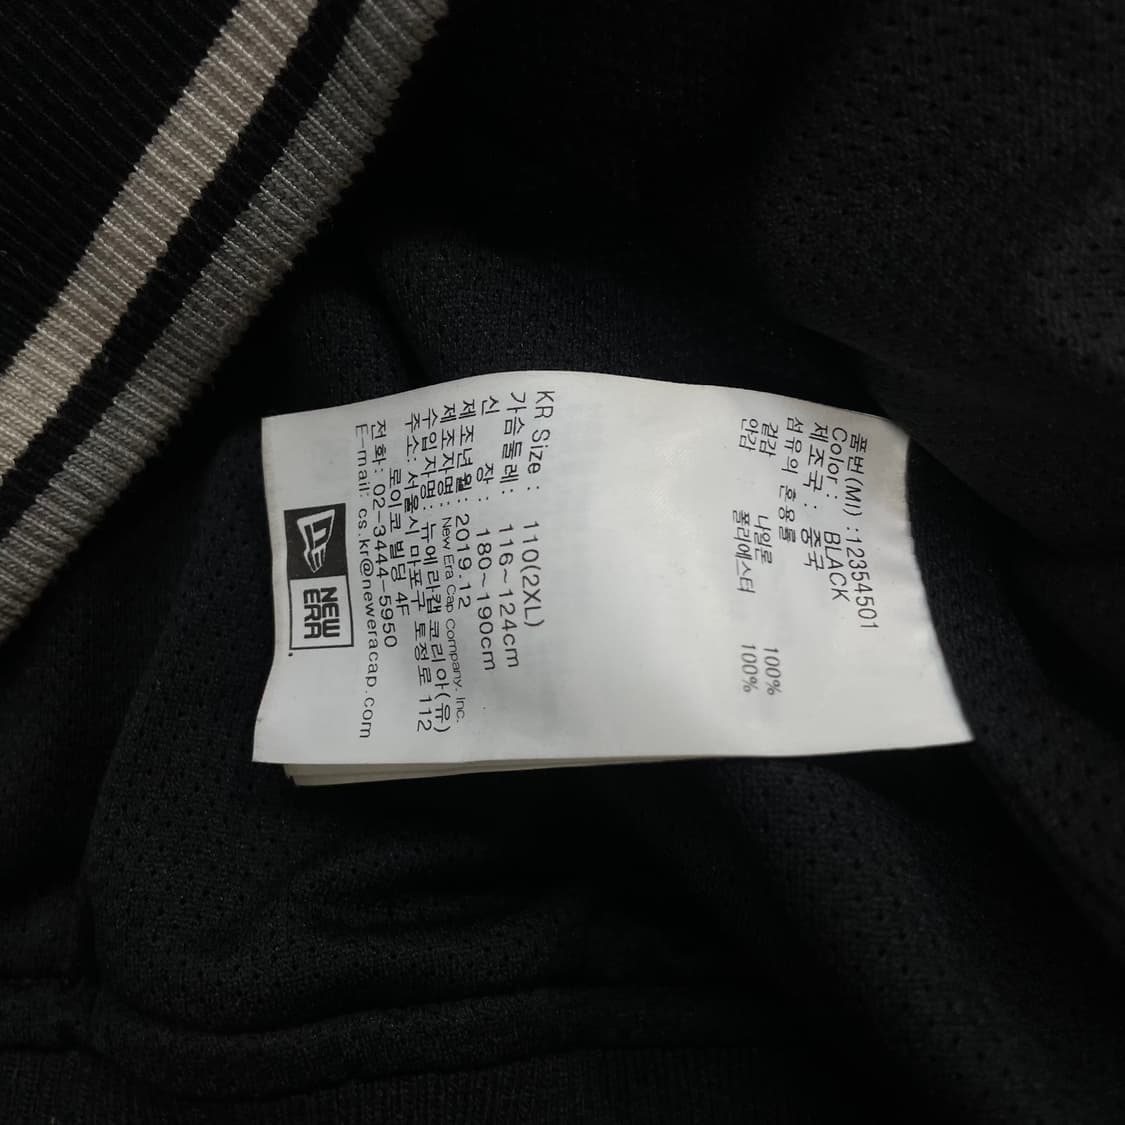 품번(MI) :12354501
Color : BLACK
제조국 : 중국
섬유의 혼용률
겉감 나일론 100%
안감 폴리에스터 100%
KR Size : 110(2XL)
가슴둘레 : 116~124cm
신 장 : 180~190cm
제조년월: 2019.12
제조자명: New Era Cap Company. Inc.
수입자명: 뉴에라캡코리아(유)
주소: 서울시 마포구 토정로 112
로이코 빌딩 4F
전화: 02-3444-5950
E-mail: cs.kr@neweracap.com
NEW
ERA